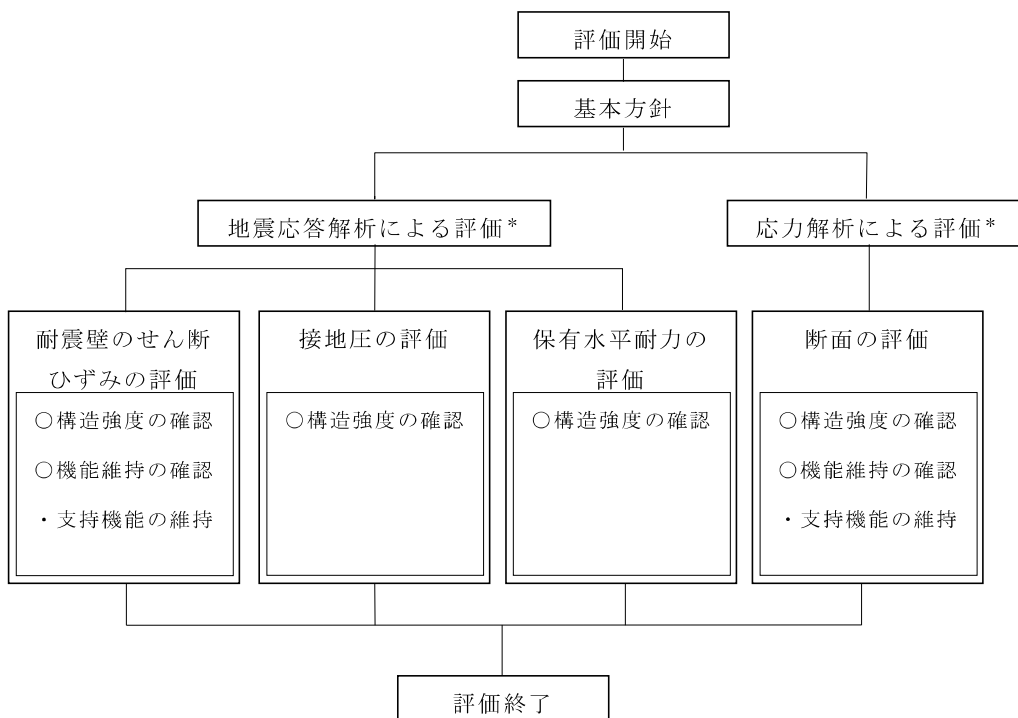 評価開始
基本方針
地震応答解析による評価*
応力解析による評価*
耐震壁のせん断
ひずみの評価
○構造強度の確認
○機能維持の確認
・支持機能の維持
接地圧の評価
○構造強度の確認
保有水平耐力の
評価
○構造強度の確認
断面の評価
○構造強度の確認
○機能維持の確認
・支持機能の維持
評価終了